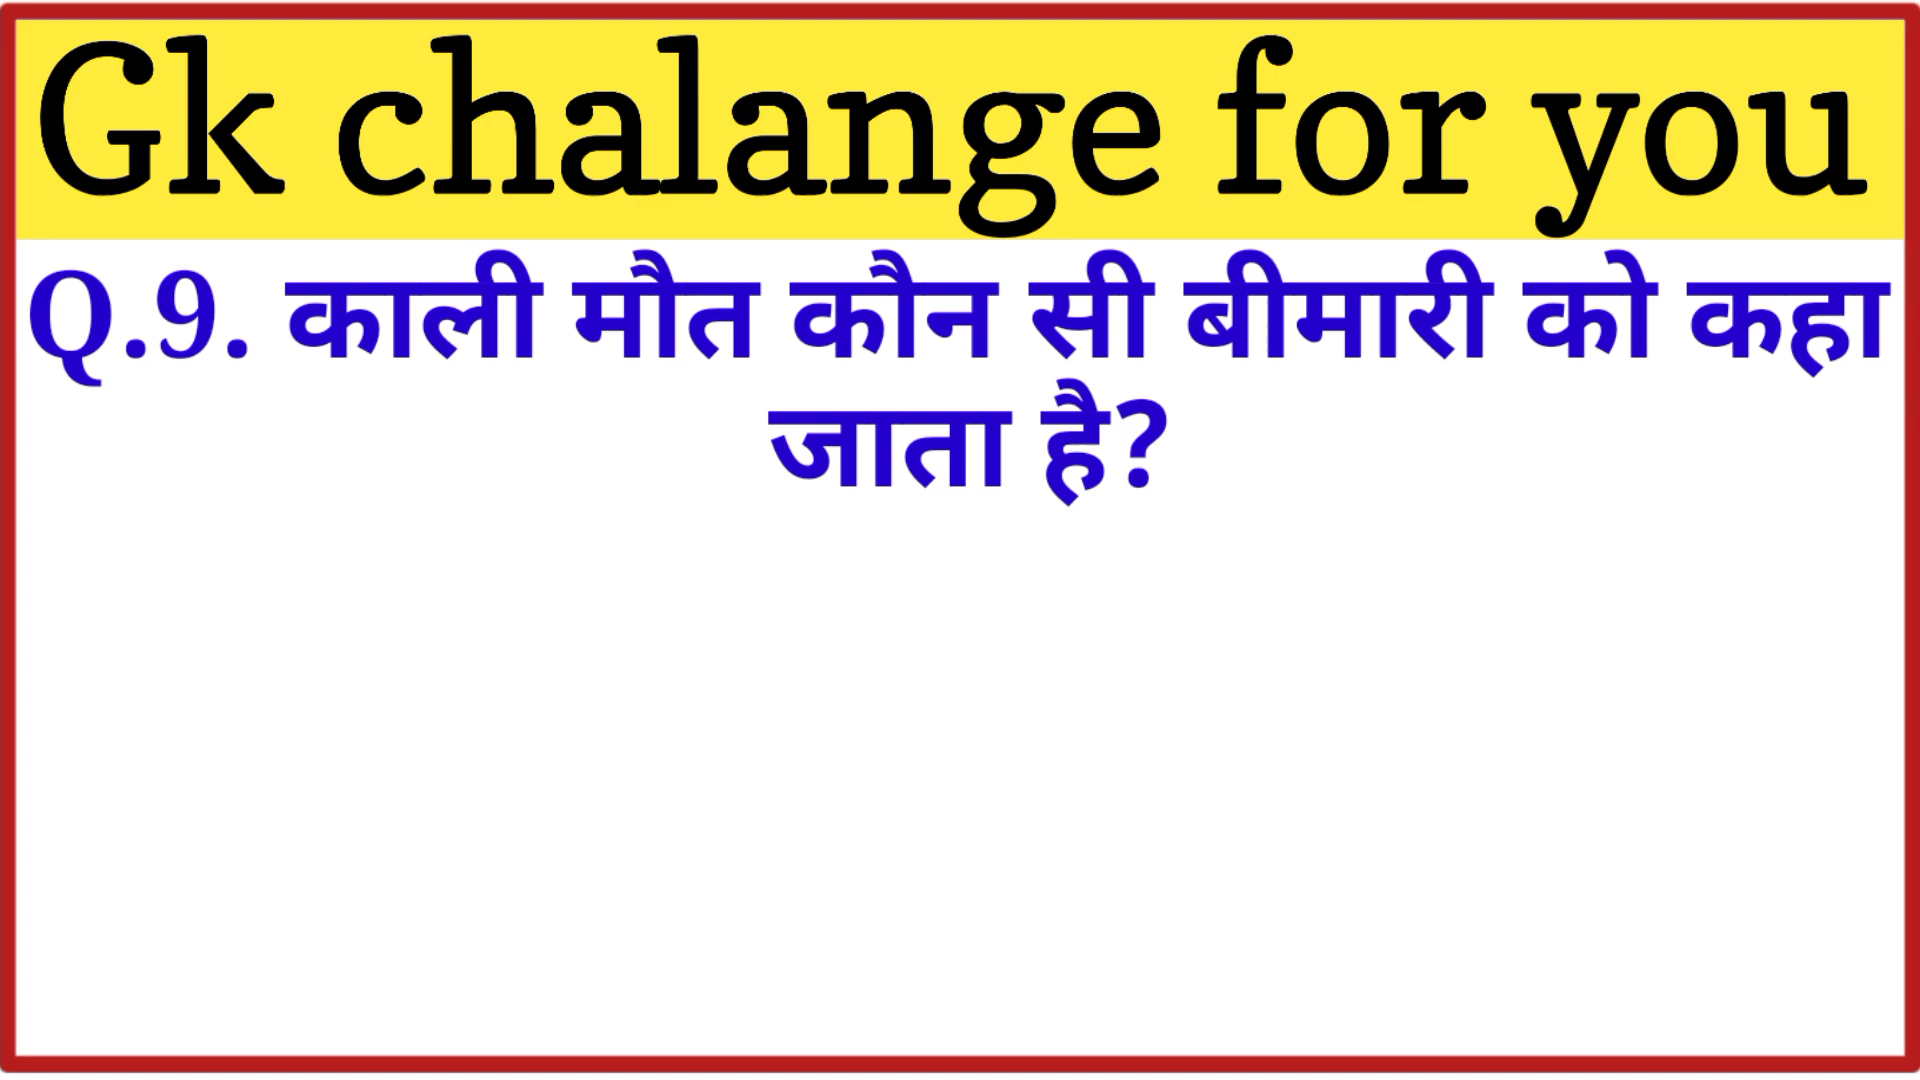 Gk chalange for you
Q.9. काली मौत कौन सी बीमारी को कहा
जाता है?